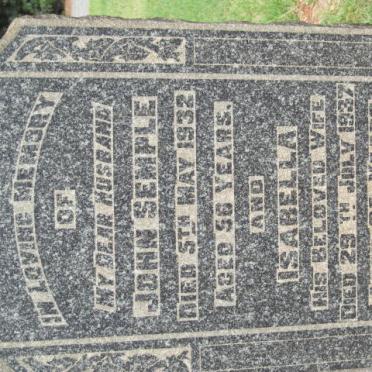 IN LOVING MEMORY
OF
MY DEAR HUSBAND
JOHN SEMPLE
DIED 5TH MAY 1932
AGED 56 YEARS.
AND
ISABELLA
HIS BELOVED WIFE
DIED 29TH JULY 1937